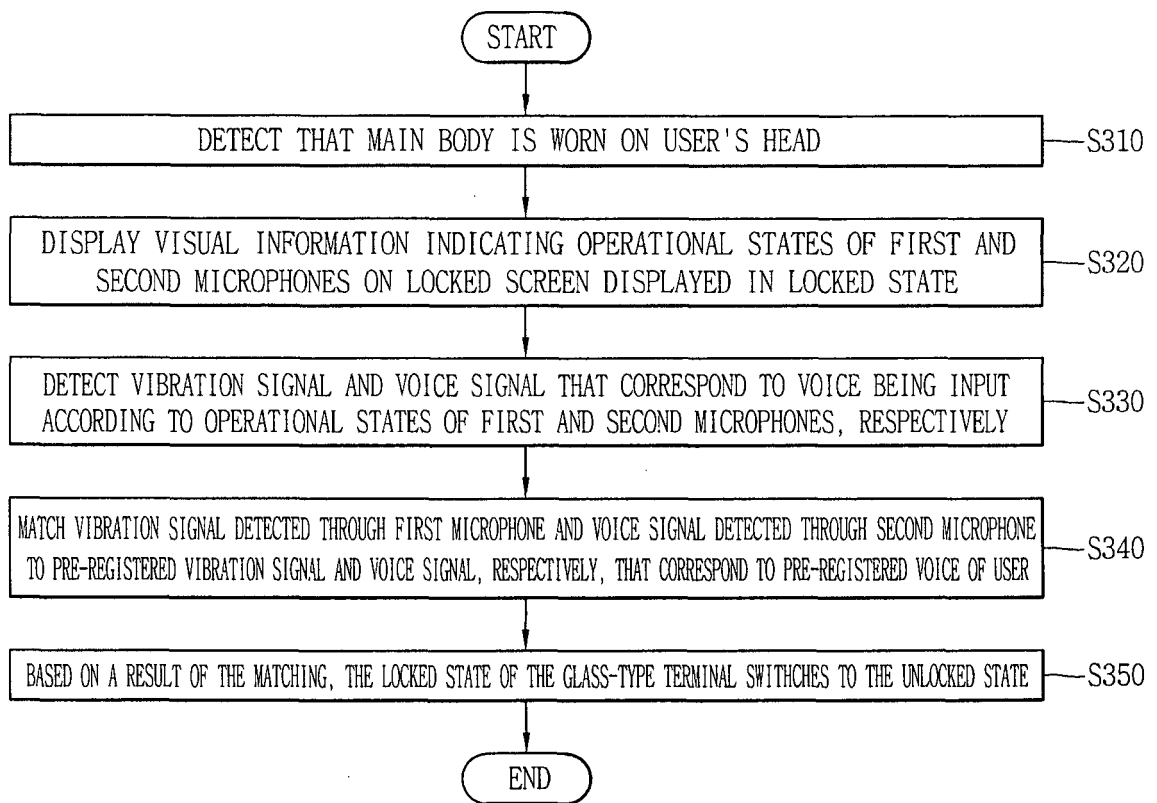 START
DETECT THAT MAIN BODY IS WORN ON USER'S HEAD
S310
DISPLAY VISUAL INFORMATION INDICATING OPERATIONAL STATES OF FIRST AND
SECOND MICROPHONES ON LOCKED SCREEN DISPLAYED IN LOCKED STATE
S320
DETECT VIBRATION SIGNAL AND VOICE SIGNAL THAT CORRESPOND TO VOICE BEING INPUT
ACCORDING TO OPERATIONAL STATES OF FIRST AND SECOND MICROPHONES, RESPECTIVELY
S330
MATCH VIBRATION SIGNAL DETECTED THROUGH FIRST MICROPHONE AND VOICE SIGNAL DETECTED THROUGH SECOND MICROPHONE
TO PRE-REGISTERED VIBRATION SIGNAL AND VOICE SIGNAL, RESPECTIVELY, THAT CORRESPOND TO PRE-REGISTERED VOICE OF USER
S340
BASED ON A RESULT OF THE MATCHING, THE LOCKED STATE OF THE GLASS-TYPE TERMINAL SWITHCHES TO THE UNLOCKED STATE
S350
END